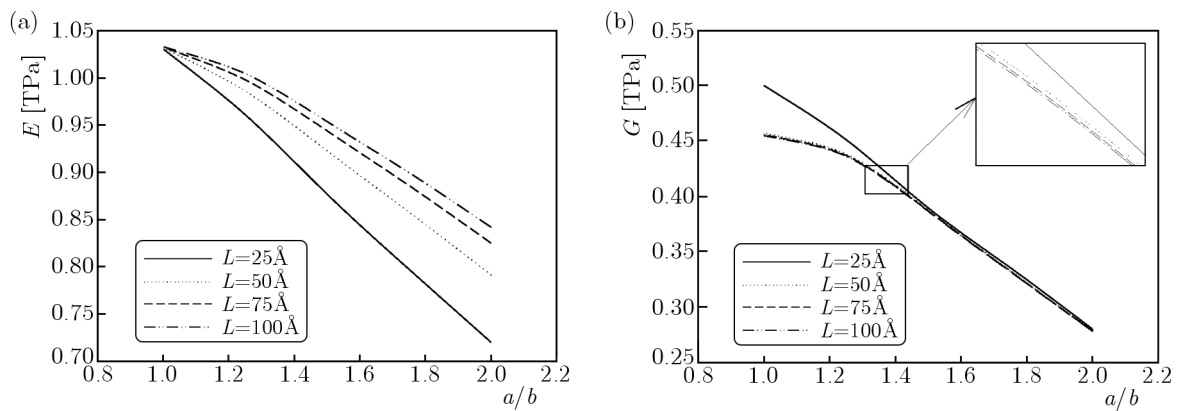 (a)
E [TPa]
1.05
1.00
0.95
0.90
0.85
0.80
0.75
0.70
L=25Å
L=50Å
L=75Å
L=100Å
0.8 1.0 1.2 1.4 1.6 1.8 2.0 2.2
a/b
(b)
G [TPa]
0.55
0.50
0.45
0.40
0.35
0.30
0.25
L=25Å
L=50Å
L=75Å
L=100Å
0.8 1.0 1.2 1.4 1.6 1.8 2.0 2.2
a/b